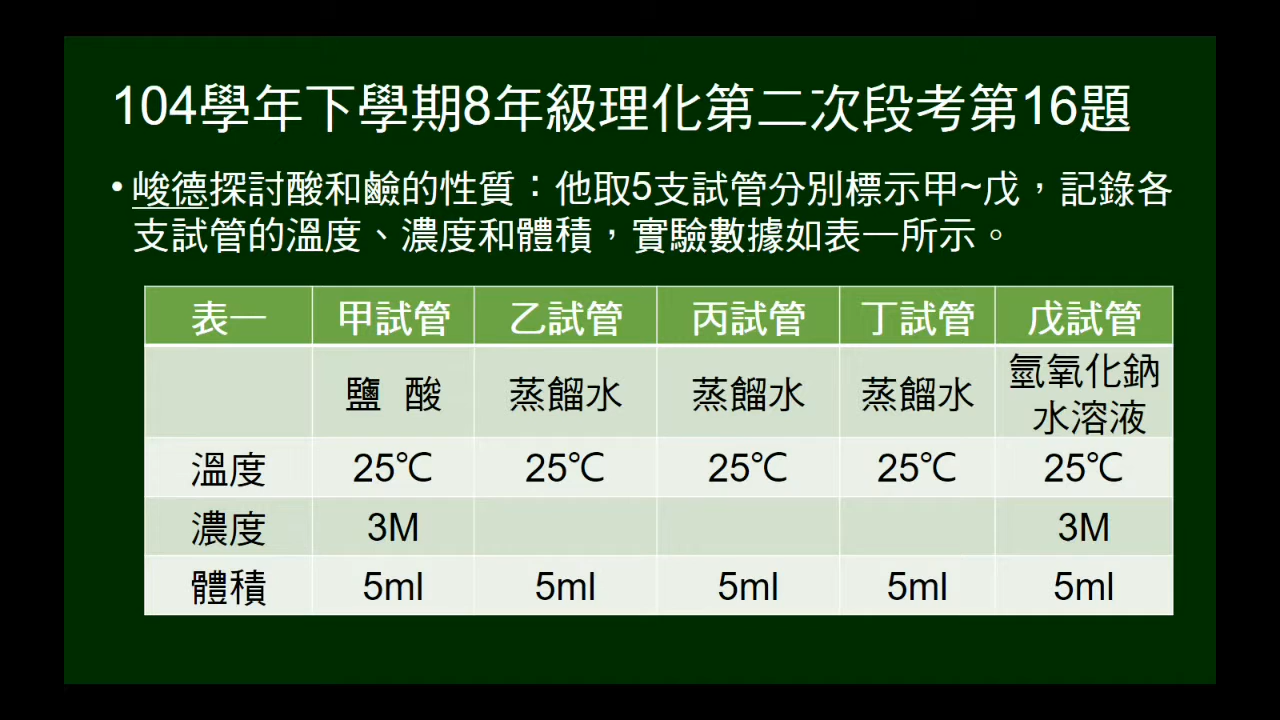 104學年下學期8年級理化第二次段考第16題
•峻德探討酸和鹼的性質：他取5支試管分別標示甲~戊，記錄各
支試管的溫度、濃度和體積，實驗數據如表一所示。
表一 甲試管 乙試管 丙試管 丁試管 戊試管
鹽 酸 蒸餾水 蒸餾水 蒸餾水 氫氧化鈉
水溶液
溫度 25℃ 25℃ 25℃ 25℃ 25℃
濃度 3M 3M
體積 5ml 5ml 5ml 5ml 5ml